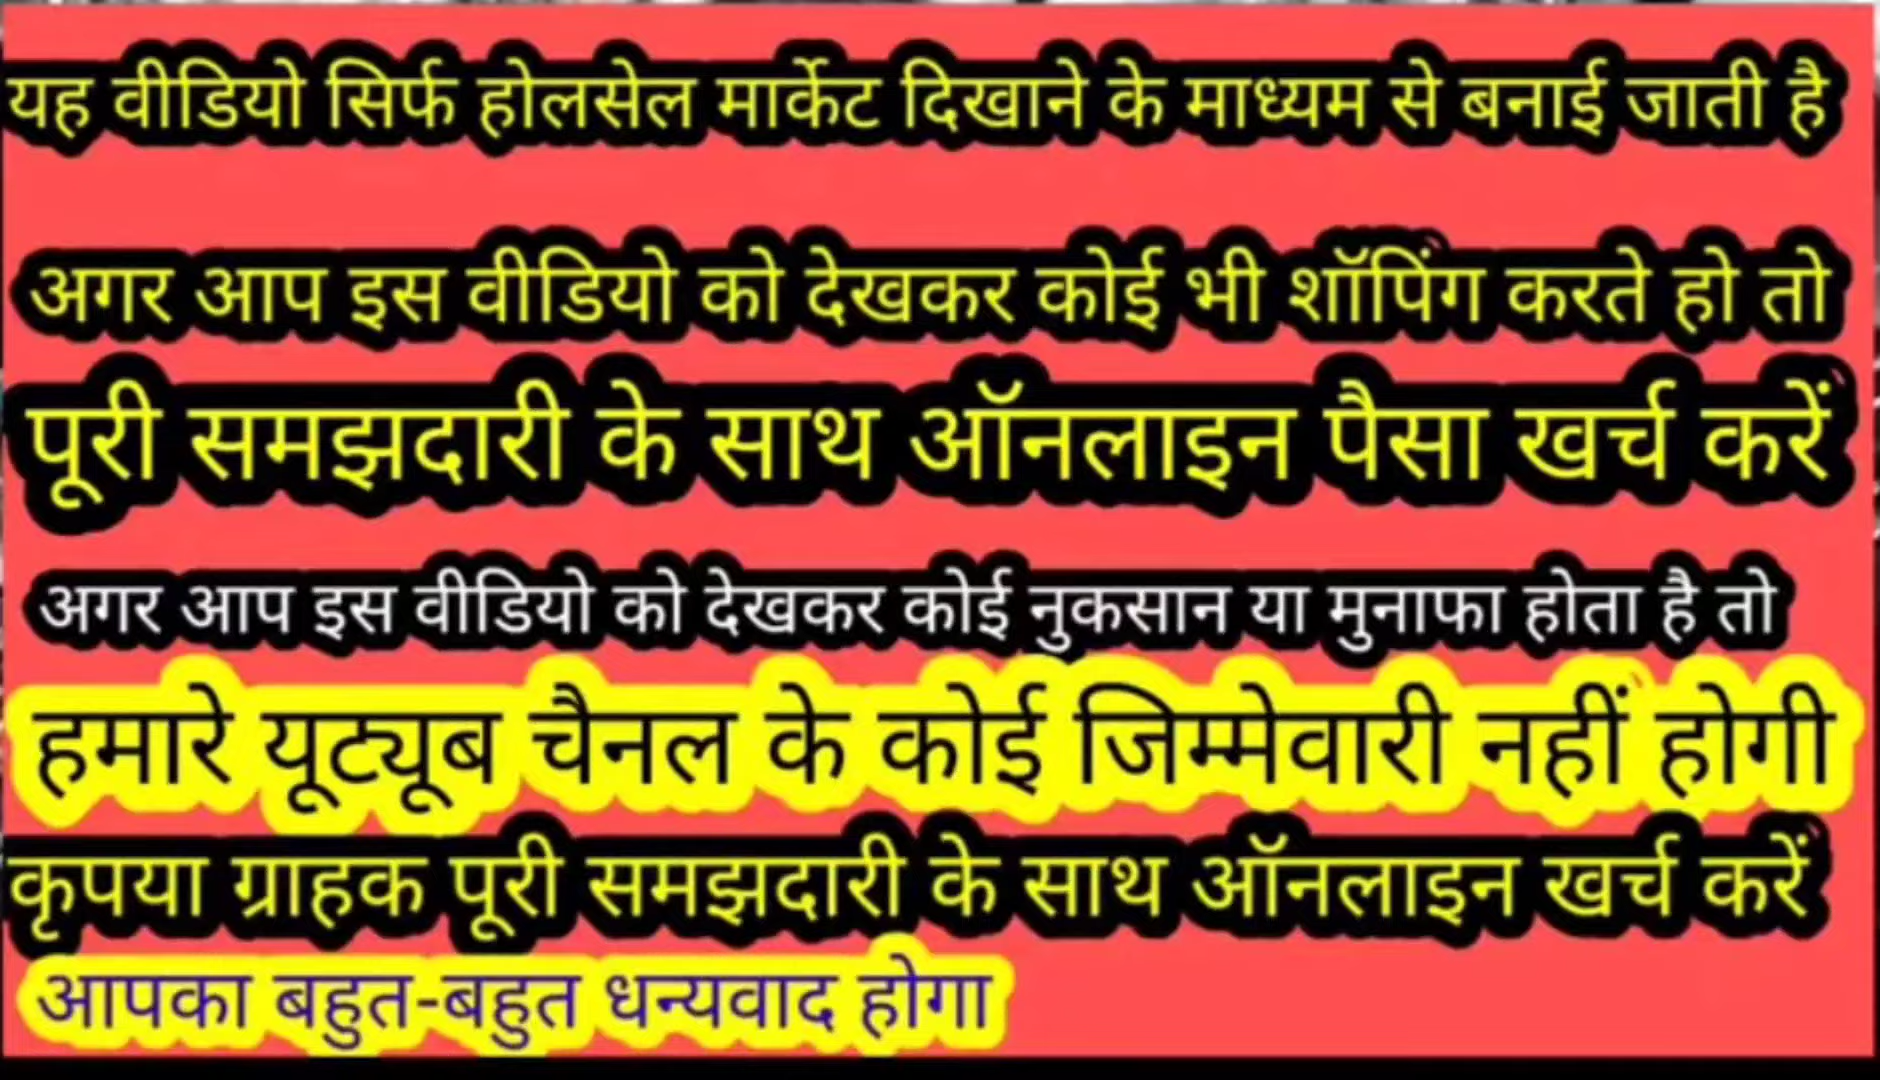 यह वीडियो सिर्फ होलसेल मार्केट दिखाने के माध्यम से बनाई जाती है
अगर आप इस वीडियो को देखकर कोई भी शॉपिंग करते हो तो
पूरी समझदारी के साथ ऑनलाइन पैसा खर्च करें
अगर आप इस वीडियो को देखकर कोई नुकसान या मुनाफा होता है तो
हमारे यूट्यूब चैनल के कोई जिम्मेवारी नहीं होगी
कृपया ग्राहक पूरी समझदारी के साथ ऑनलाइन खर्च करें
आपका बहुत-बहुत धन्यवाद होगा